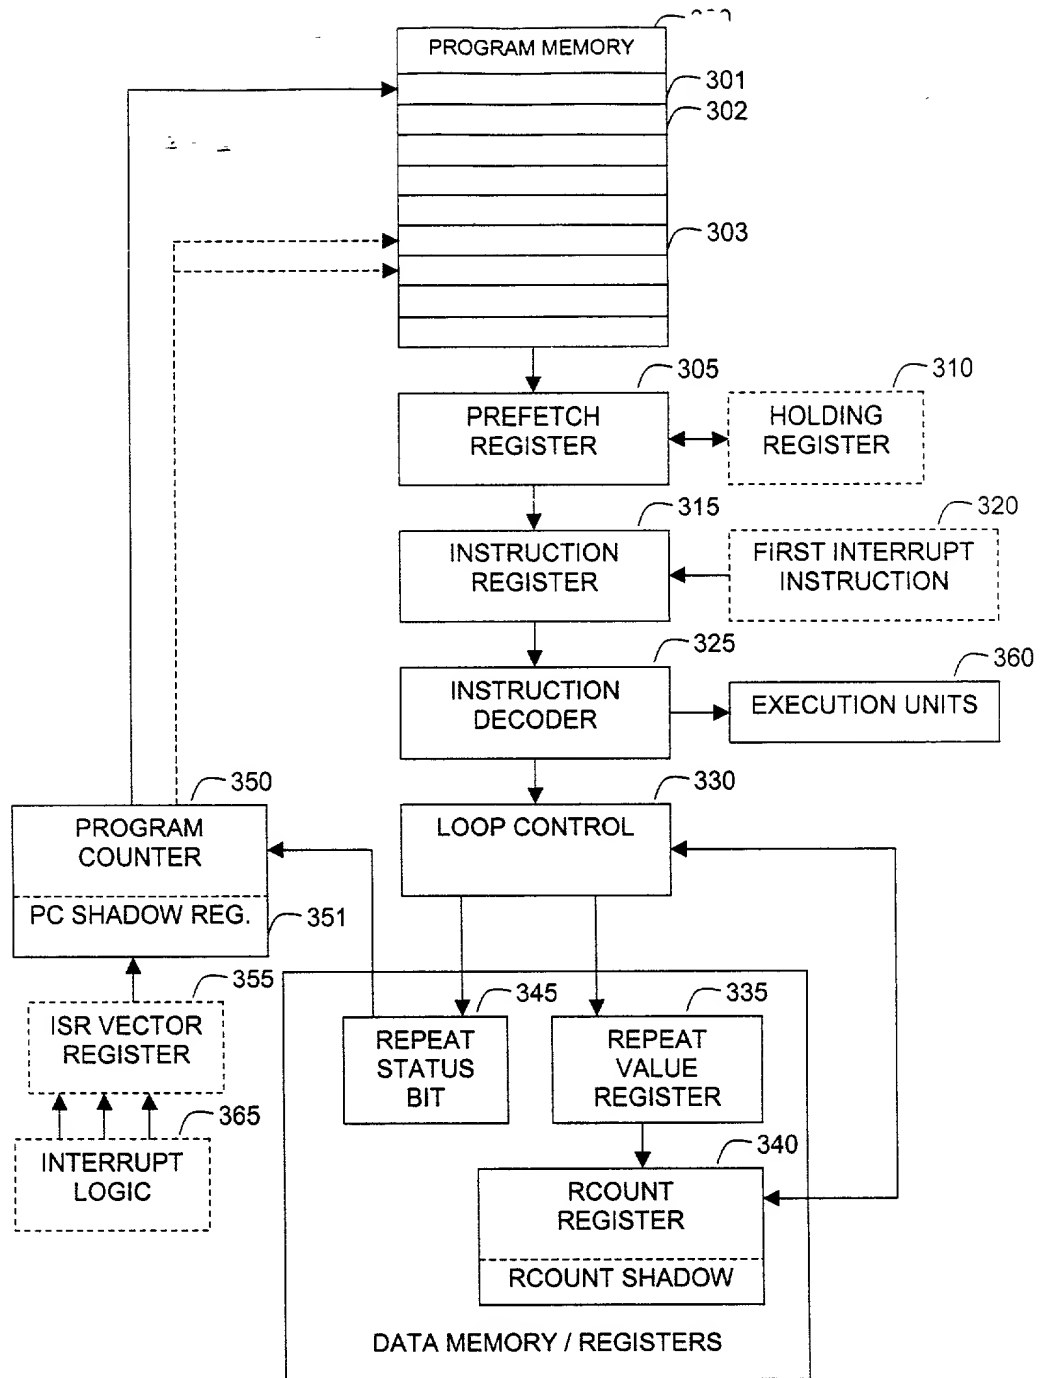 PROGRAM MEMORY
301
302
303
305
PREFETCH
REGISTER
310
HOLDING
REGISTER
315
INSTRUCTION
REGISTER
320
FIRST INTERRUPT
INSTRUCTION
325
INSTRUCTION
DECODER
360
EXECUTION UNITS
330
LOOP CONTROL
350
PROGRAM
COUNTER
PC SHADOW REG.
351
355
ISR VECTOR
REGISTER
365
INTERRUPT
LOGIC
345
REPEAT
STATUS
BIT
335
REPEAT
VALUE
REGISTER
340
RCOUNT
REGISTER
RCOUNT SHADOW
DATA MEMORY / REGISTERS